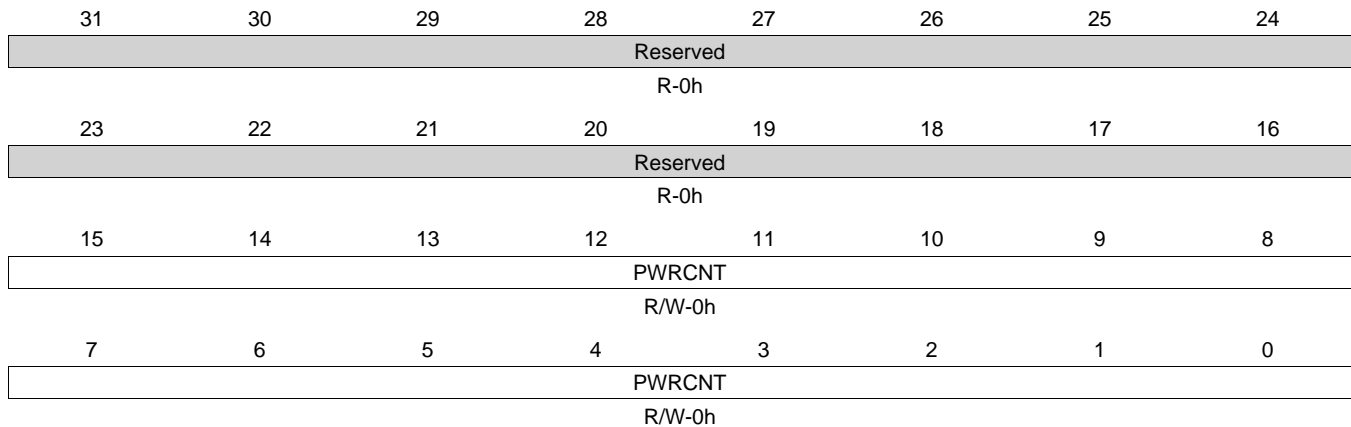 31 30 29 28 27 26 25 24
Reserved
R-0h
23 22 21 20 19 18 17 16
Reserved
R-0h
15 14 13 12 11 10 9 8
PWRCNT
R/W-0h
7 6 5 4 3 2 1 0
PWRCNT
R/W-0h